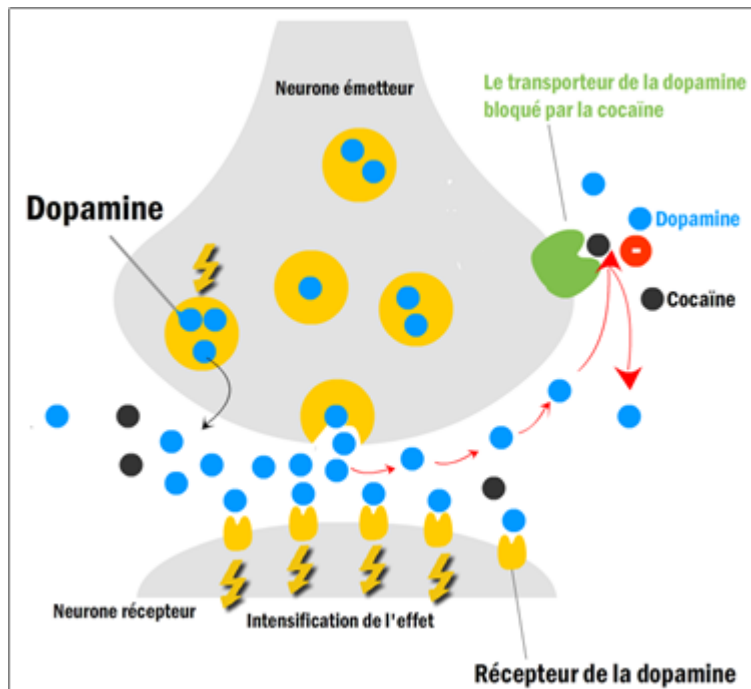 Neurone émetteur
Le transporteur de la dopamine
bloqué par la cocaïne
Dopamine
Dopamine
-
Cocaïne
Neurone récepteur
Intensification de l'effet
Récepteur de la dopamine